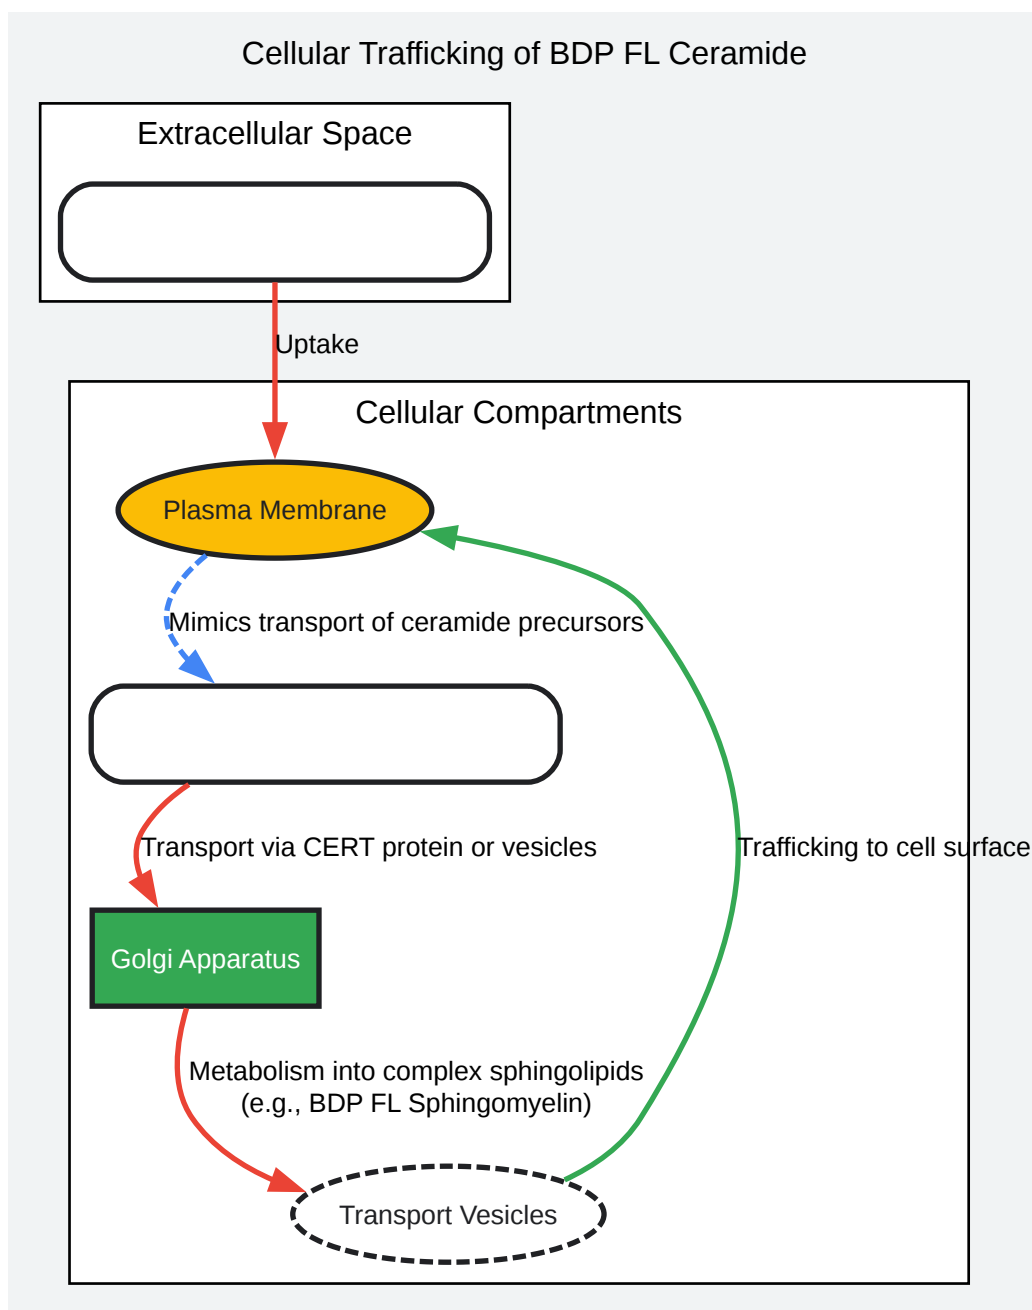 Cellular Trafficking of BDP FL Ceramide
Extracellular Space
Uptake
Cellular Compartments
Plasma Membrane
Mimics transport of ceramide precursors
Transport via CERT protein or vesicles
Trafficking to cell surface
Golgi Apparatus
Metabolism into complex sphingolipids
(e.g., BDP FL Sphingomyelin)
Transport Vesicles